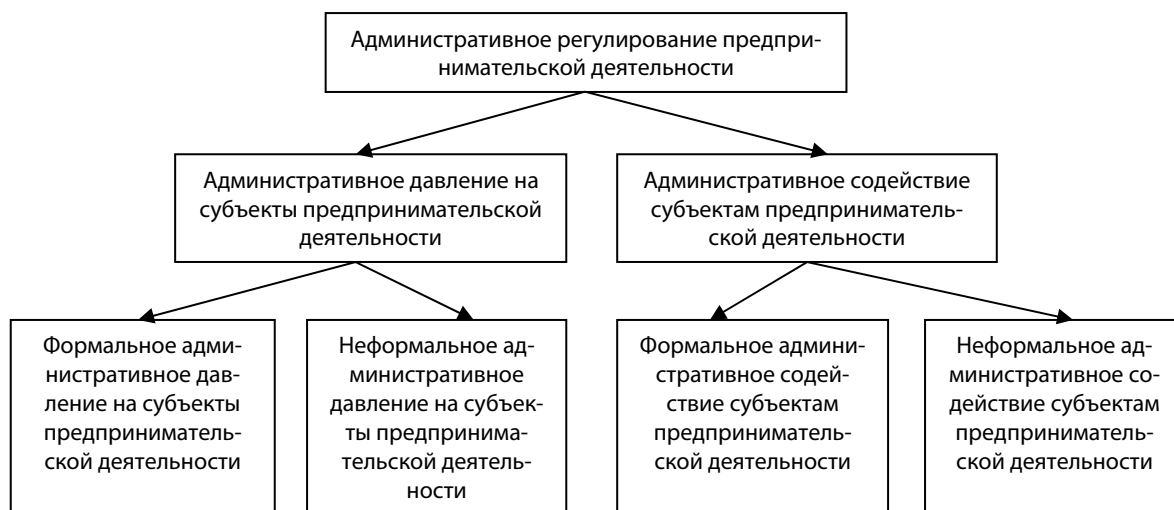 Административное регулирование предпри-
нимательской деятельности
Административное давление на
субъекты предпринимательской
деятельности
Административное содействие
субъектам предприниматель-
ской деятельности
Формальное адми-
нистративное дав-
ление на субъекты
предприниматель-
ской деятельности
Неформальное ад-
министративное
давление на субъек-
ты предпринима-
тельской деятель-
ности
Формальное админи-
стративное содей-
ствие субъектам
предприниматель-
ской деятельности
Неформальное ад-
министративное со-
действие субъектам
предприниматель-
ской деятельности